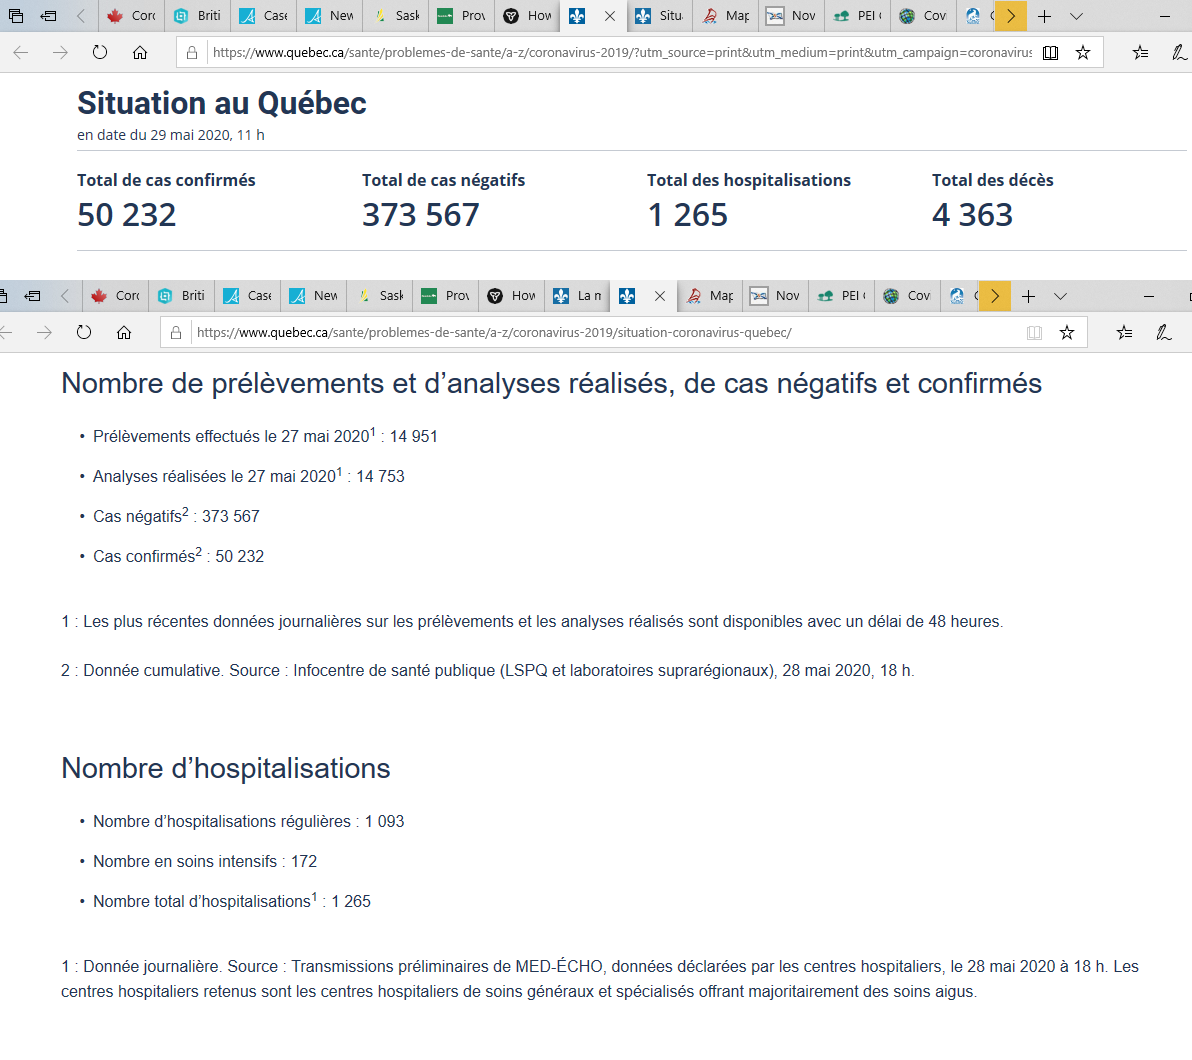 Corc
Briti
Case
New
Sask
Prov
How
Situ
Map
Nov
PEI
Cov
https://www.quebec.ca/sante/problemes-de-sante/a-z/coronavirus-2019/?utm_source=print&utm_medium=print&utm_campaign=coronavirus
Situation au Québec
en date du 29 mai 2020, 11 h
Total de cas confirmés
50 232
Total de cas négatifs
373 567
Total des hospitalisations
1 265
Total des décès
4 363
Corc
Briti
Case
New
Sask
Prov
How
La m
Map
Nov
PEI
Cov
https://www.quebec.ca/sante/problemes-de-sante/a-z/coronavirus-2019/situation-coronavirus-quebec/
Nombre de prélèvements et d’analyses réalisés, de cas négatifs et confirmés
• Prélèvements effectués le 27 mai 2020¹ : 14 951
• Analyses réalisées le 27 mai 2020¹ : 14 753
• Cas négatifs² : 373 567
• Cas confirmés² : 50 232
1 : Les plus récentes données journalières sur les prélèvements et les analyses réalisés sont disponibles avec un délai de 48 heures.
2 : Donnée cumulative. Source : Infocentre de santé publique (LSPQ et laboratoires suprarégionaux), 28 mai 2020, 18 h.
Nombre d’hospitalisations
• Nombre d’hospitalisations régulières : 1 093
• Nombre en soins intensifs : 172
• Nombre total d’hospitalisations¹ : 1 265
1 : Donnée journalière. Source : Transmissions préliminaires de MED-ÉCHO, données déclarées par les centres hospitaliers, le 28 mai 2020 à 18 h. Les
centres hospitaliers retenus sont les centres hospitaliers de soins généraux et spécialisés offrant majoritairement des soins aigus.